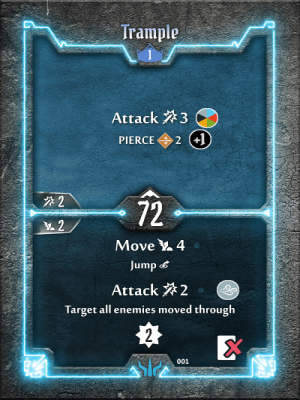 Trample
1
Attack 3
PIERCE 2 +1
2
72
2
Move 4
Jump
Attack 2
Target all enemies moved through
2
001